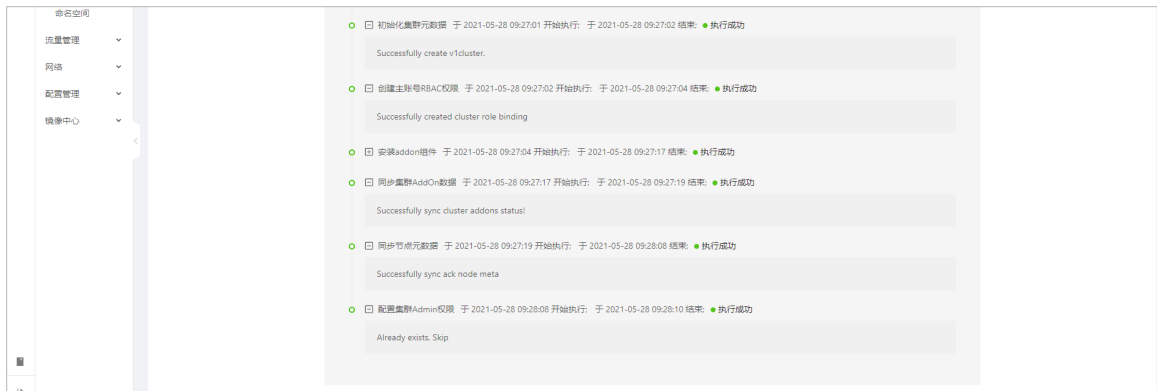 命名空间
流量管理
网络
配置管理
镜像中心
初始化集群元数据 于 2021-05-28 09:27:01 开始执行; 于 2021-05-28 09:27:02 结束; 执行成功
Successfully create v1cluster.
创建主账号RBAC权限 于 2021-05-28 09:27:02 开始执行; 于 2021-05-28 09:27:04 结束; 执行成功
Successfully created cluster role binding
安装addon组件 于 2021-05-28 09:27:04 开始执行; 于 2021-05-28 09:27:17 结束; 执行成功
同步集群AddOn数据 于 2021-05-28 09:27:17 开始执行; 于 2021-05-28 09:27:19 结束; 执行成功
Successfully sync cluster addons status!
同步节点元数据 于 2021-05-28 09:27:19 开始执行; 于 2021-05-28 09:28:08 结束; 执行成功
Successfully sync ack node meta
配置集群Admin权限 于 2021-05-28 09:28:08 开始执行; 于 2021-05-28 09:28:10 结束; 执行成功
Already exists, Skip